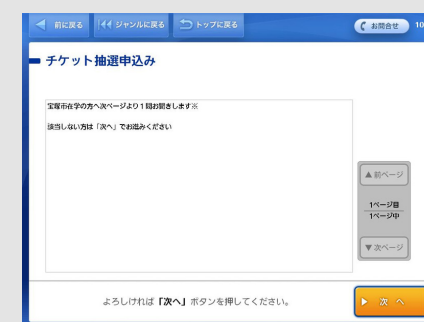 前に戻る ジャンルに戻る トップに戻る お問合せ 10
チケット抽選申込み
宝塚市在学の方へ次ページより1問お聞きします※
該当しない方は「次へ」でお進みください
▲前ページ
1ページ目
1ページ中
▼次ページ
よろしければ「次へ」ボタンを押してください。
次へ